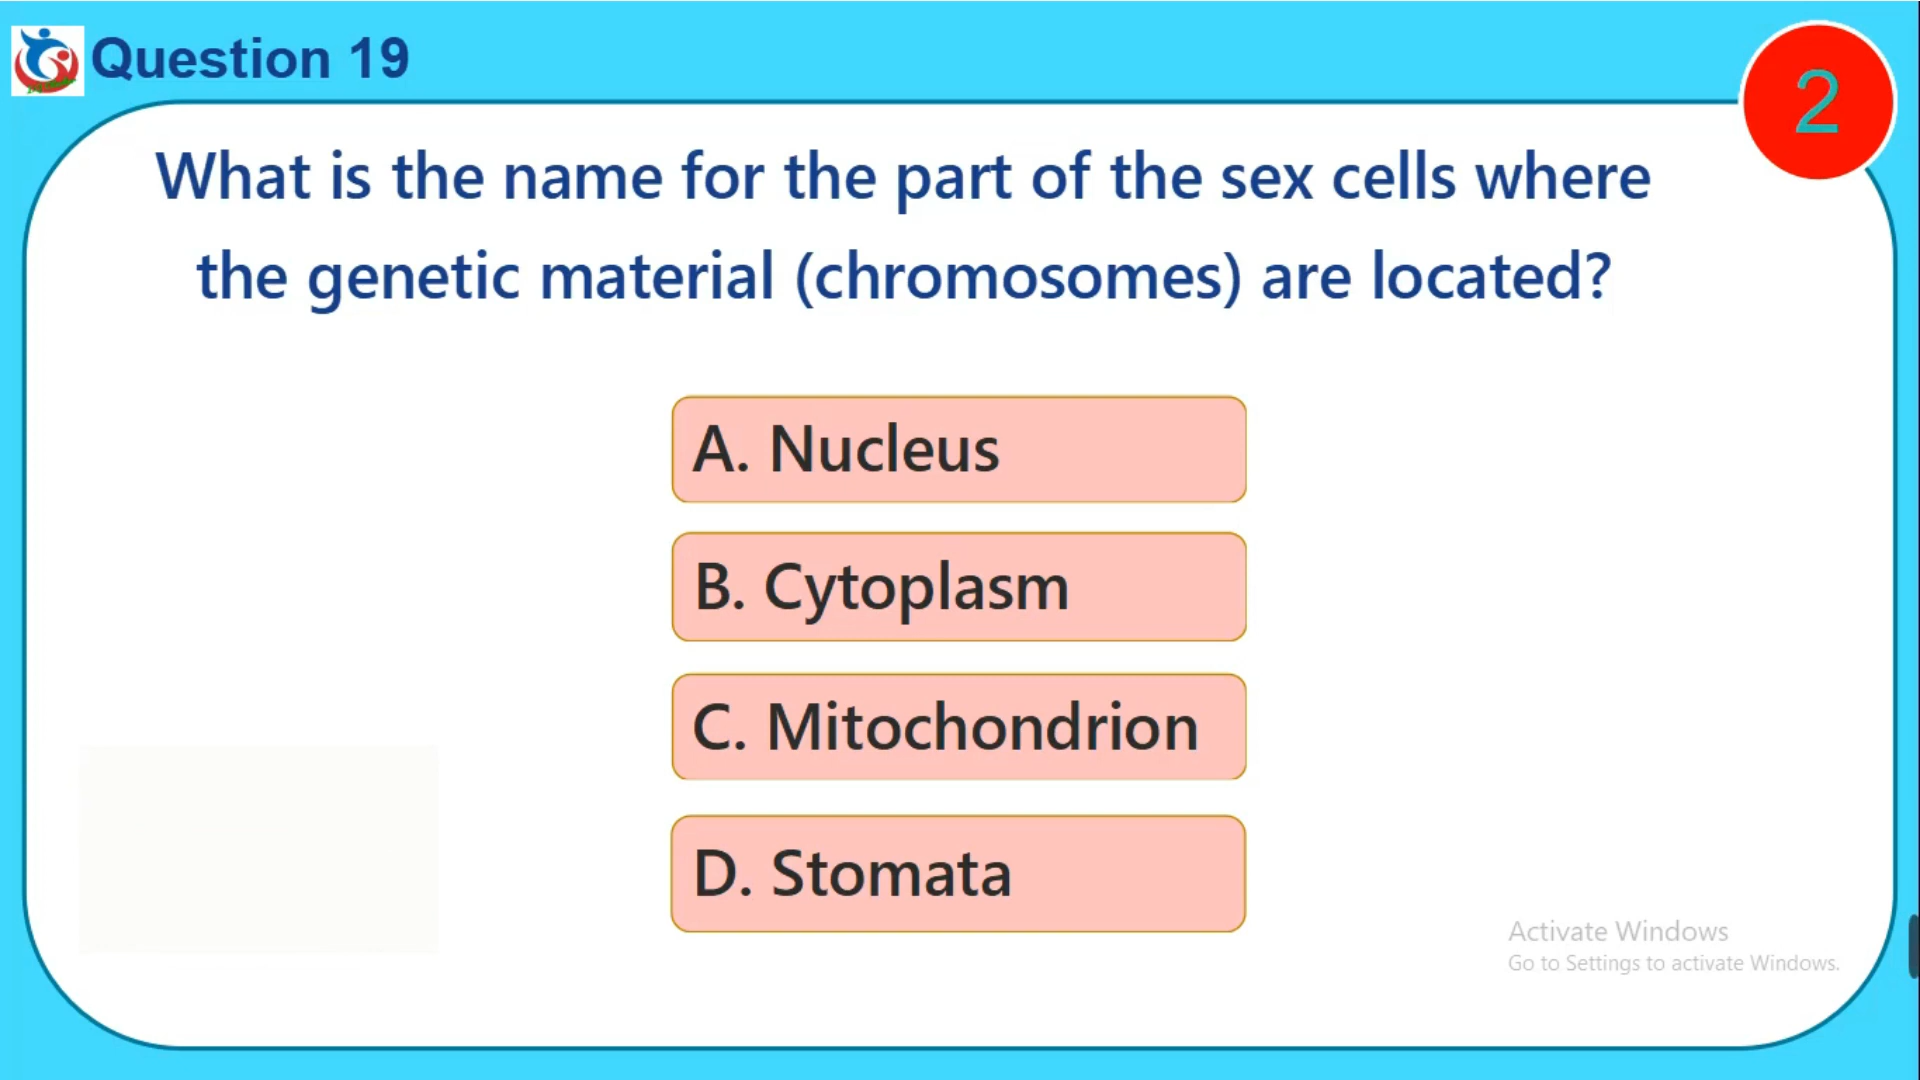 Question 19
2
What is the name for the part of the sex cells where
the genetic material (chromosomes) are located?
A. Nucleus
B. Cytoplasm
C. Mitochondrion
D. Stomata
Activate Windows
Go to Settings to activate Windows.